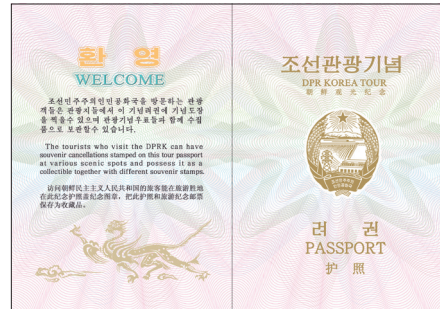 환 영
WELCOME
조선민주주의인민공화국을 방문하는 관광
객들은 관광지들에서 이 기념려권에 기념도장
을 찍을수 있으며 관광기념우표들과 함께 수집
품으로 보관할수 있습니다.
The tourists who visit the DPRK can have
souvenir cancellations stamped on this tour passport
at various scenic spots and possess it as a
collectible together with different souvenir stamps.
访问朝鲜民主主义人民共和国的旅客能在旅游胜地
在此纪念护照盖纪念图章，把此护照和旅游纪念邮票
保存为收藏品。
조선관광기념
DPR KOREA TOUR
朝鲜观光纪念
려 권
PASSPORT
护 照